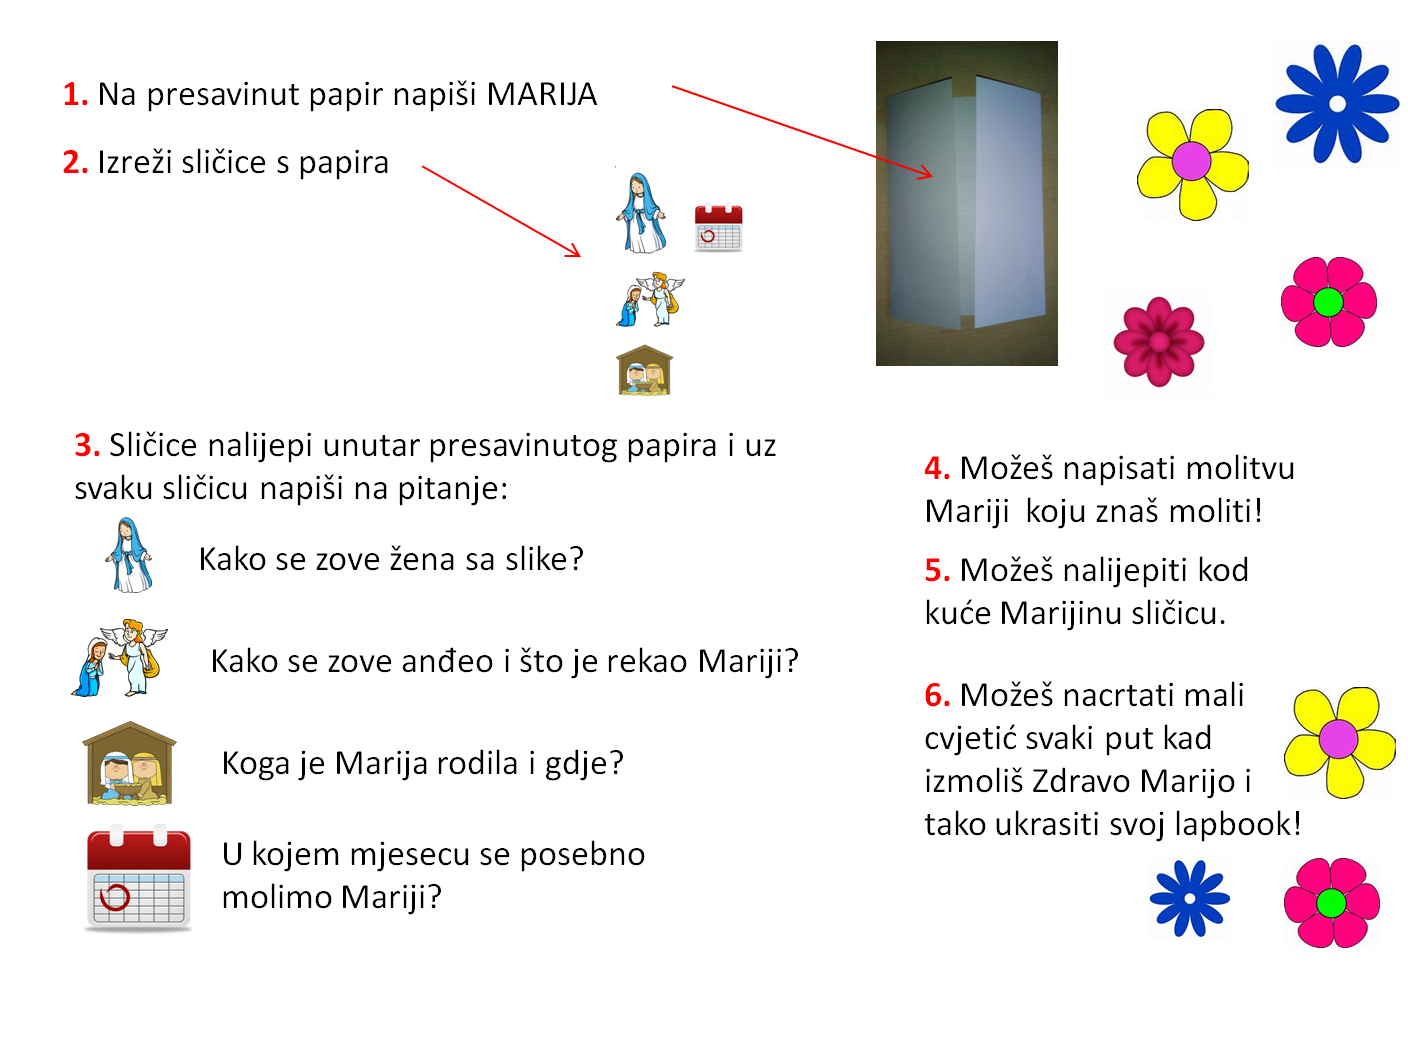 1. Na presavinut papir napiši MARIJA
2. Izreži sličice s papira
3. Sličice nalijepi unutar presavinutog papira i uz
svaku sličicu napiši na pitanje:
Kako se zove žena sa slike?
Kako se zove anđeo i što je rekao Mariji?
Koga je Marija rodila i gdje?
U kojem mjesecu se posebno
molimo Mariji?
4. Možeš napisati molitvu
Mariji koju znaš moliti!
5. Možeš nalijepiti kod
kuće Marijinu sličicu.
6. Možeš nacrtati mali
cvjetić svaki put kad
izmoliš Zdravo Marijo i
tako ukrasiti svoj lapbook!